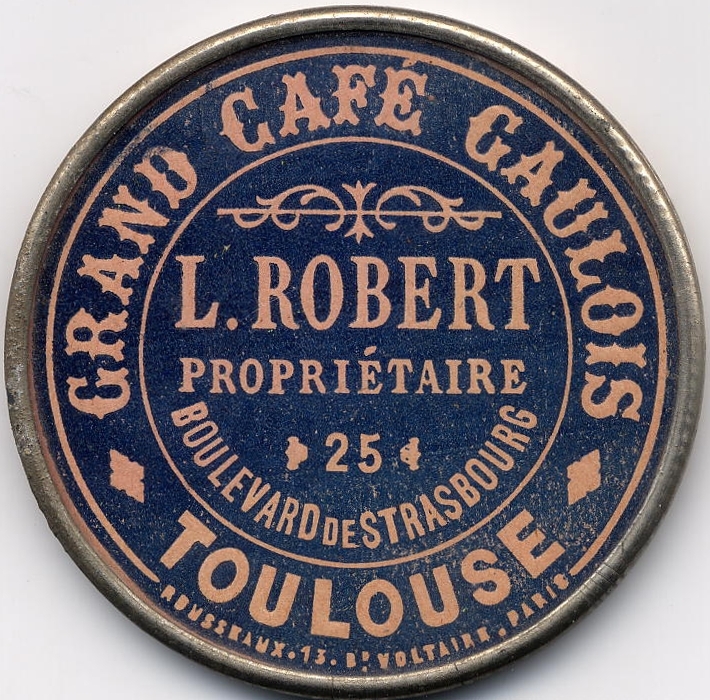 GRAND CAFÉ GAULOIS
L. ROBERT
PROPRIÉTAIRE
25
BOULEVARD DE STRASBOURG
TOULOUSE
ROUSSEAUX. 13. Bd VOLTAIRE. PARIS